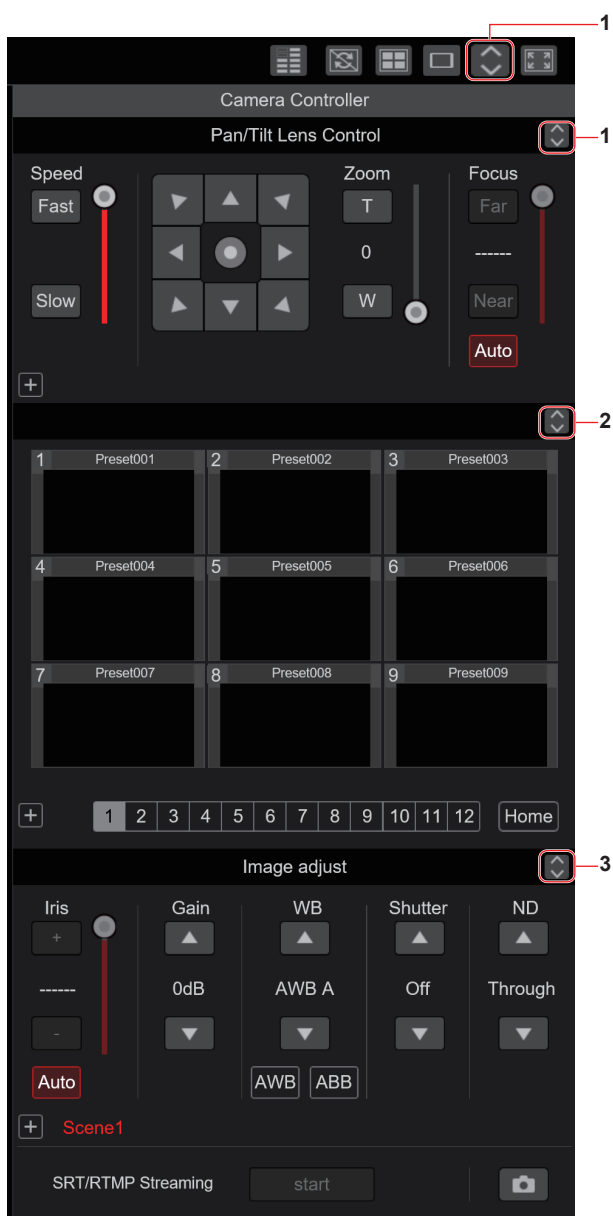 1
Camera Controller
Pan/Tilt Lens Control
1
Speed
Zoom
Focus
Fast
T
Far
0
------
Slow
W
Near
Auto
+
2
1 Preset001
2 Preset002
3 Preset003
4 Preset004
5 Preset005
6 Preset006
7 Preset007
8 Preset008
9 Preset009
+ 1 2 3 4 5 6 7 8 9 10 11 12 Home
Image adjust
3
Iris
Gain
WB
Shutter
ND
+
------
0dB
AWB A
Off
Through
-
Auto
AWB
ABB
+ Scene1
SRT/RTMP Streaming
start